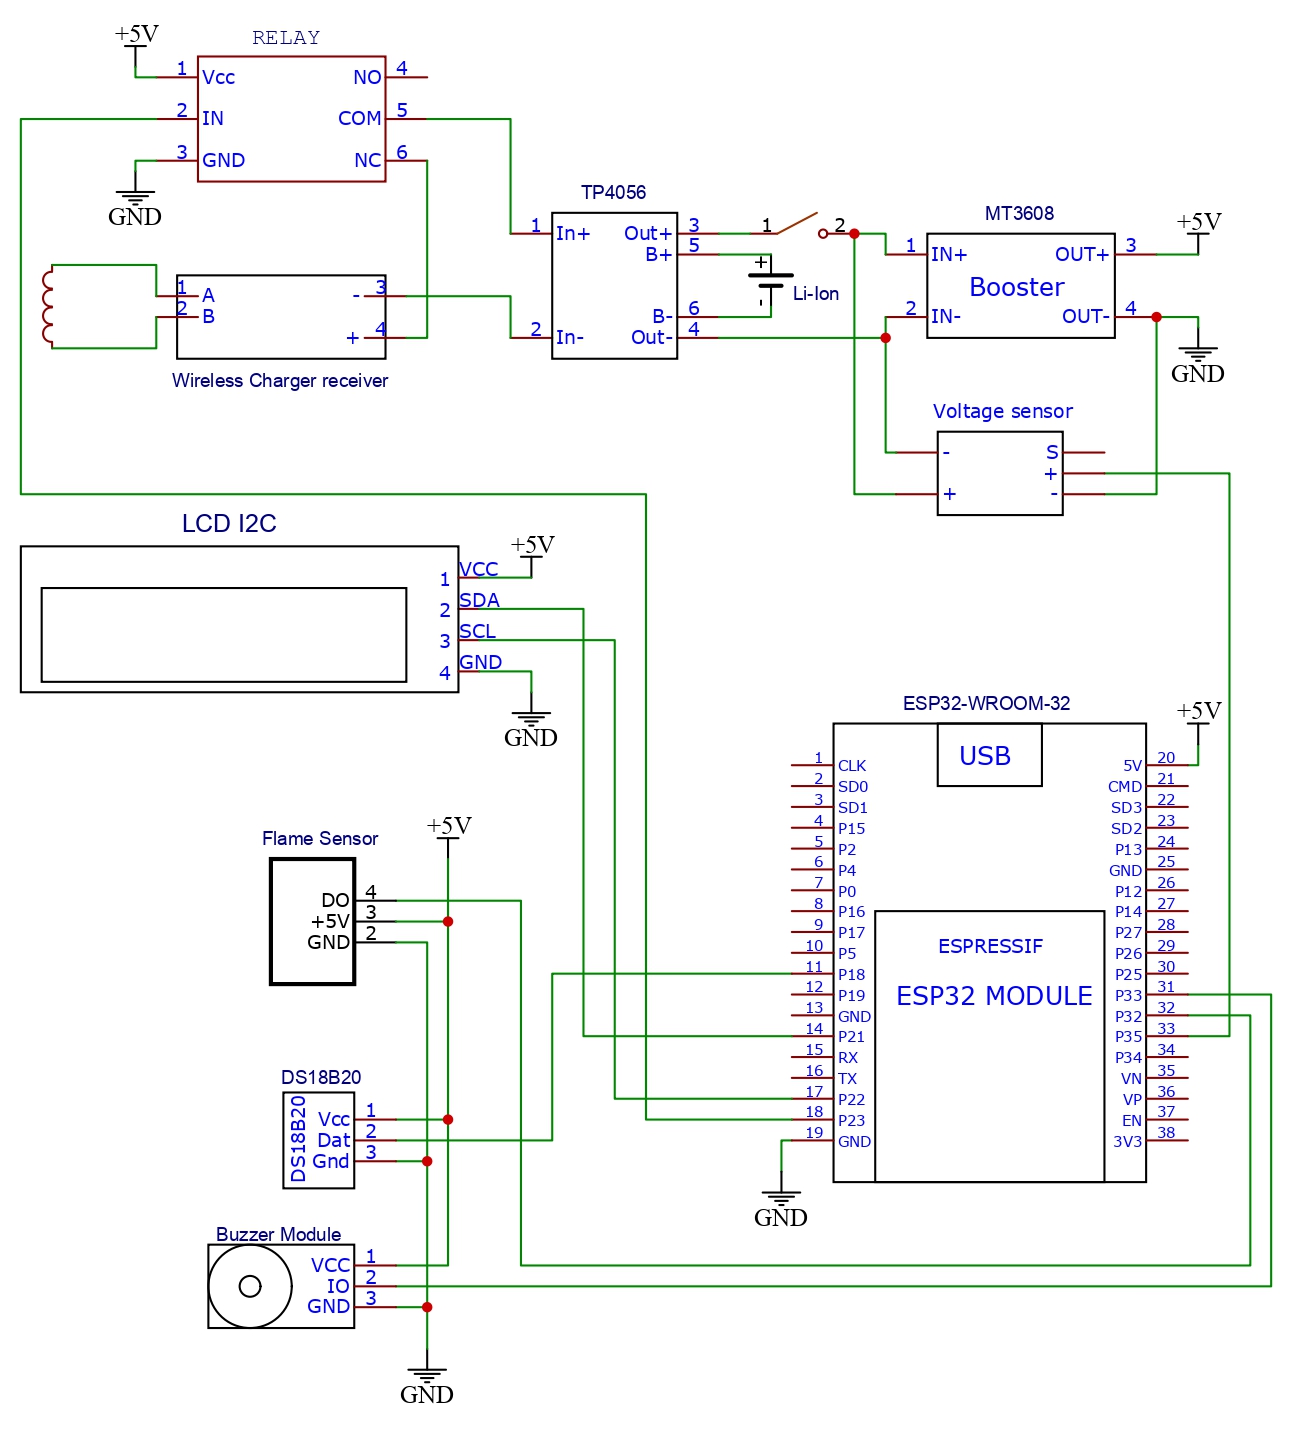 +5V
RELAY
1 Vcc NO 4
2 IN COM 5
3 GND NC 6
GND
TP4056
1 In+ Out+ 3
B+ 5
B- 6
2 In- Out- 4
1 2
+
-
Li-Ion
MT3608
+5V
1 IN+ OUT+ 3
Booster
2 IN- OUT- 4
GND
1 A - 3
2 B
+ 4
Wireless Charger receiver
Voltage sensor
- S
+
+ -
LCD I2C
+5V
1 VCC
2 SDA
3 SCL
4 GND
GND
ESP32-WROOM-32
+5V
USB
1 CLK 5V 20
2 SD0 CMD 21
3 SD1 SD3 22
4 P15 SD2 23
5 P2 P13 24
6 P4 GND 25
7 P0 P12 26
8 P16 P14 27
9 P17 P27 28
10 P5 P26 29
11 P18 P25 30
12 P19 P33 31
13 GND P32 32
14 P21 P35 33
15 RX P34 34
16 TX VN 35
17 P22 VP 36
18 P23 EN 37
19 GND 3V3 38
ESPRESSIF
ESP32 MODULE
GND
+5V
Flame Sensor
DO 4
+5V 3
GND 2
DS18B20
DS18B20
Vcc 1
Dat 2
Gnd 3
Buzzer Module
VCC 1
IO 2
GND 3
GND